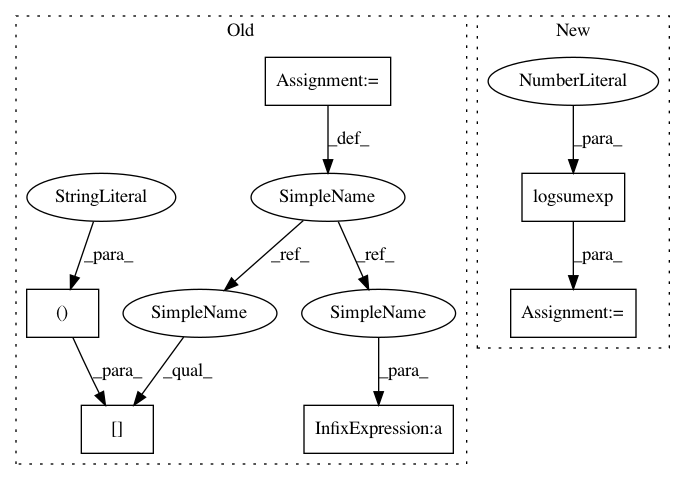 Old
New
Assignment:=
NumberLiteral
_def_
_para_
StringLiteral
SimpleName
logsumexp
_para_
_ref_
_ref_
_para_
()
SimpleName
SimpleName
Assignment:=
_para_
_qual_
_para_
[]
InfixExpression:a